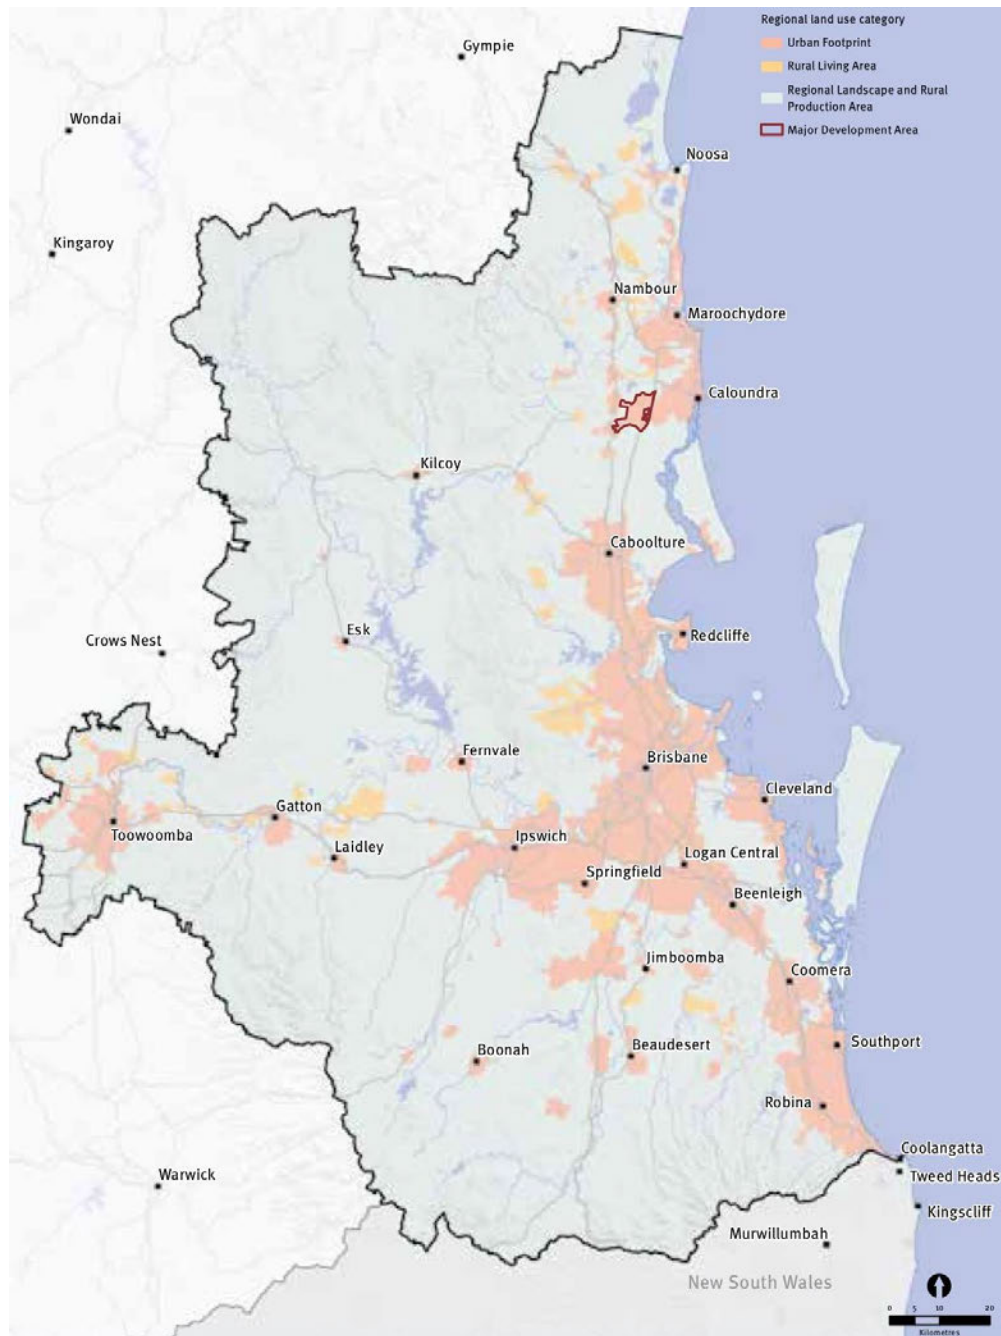 Regional land use category
Urban Footprint
Rural Living Area
Regional Landscape and Rural
Production Area
Major Development Area
Gympie
Wondai
Noosa
Kingaroy
Nambour
Maroochydore
Caloundra
Kilcoy
Caboolture
Esk
Redcliffe
Crows Nest
Fernvale
Brisbane
Cleveland
Gatton
Toowoomba
Ipswich
Laidley
Logan Central
Springfield
Beenleigh
Jimboomba
Coomera
Boonah
Beaudesert
Southport
Robina
Coolangatta
Tweed Heads
Warwick
Kingscliff
Murwillumbah
New South Wales
0 5 10 20
Kilometres